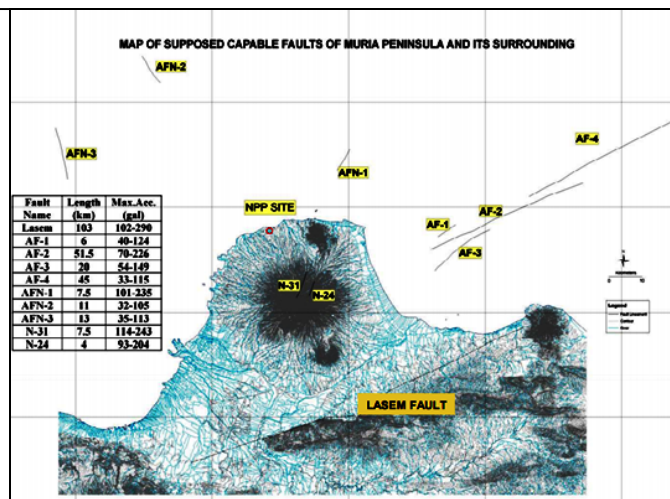 MAP OF SUPPOSED CAPABLE FAULTS OF MURIA PENINSULA AND ITS SURROUNDING
AFN-2
AF-4
AFN-3
AFN-1
Fault Name Length (km) Max.Acc. (gal)
Lasem 103 102-290
AF-1 6 40-124
AF-2 51.5 70-226
AF-3 20 54-149
AF-4 45 33-115
AFN-1 7.5 101-235
AFN-2 11 32-105
AFN-3 13 35-113
N-31 7.5 114-243
N-24 4 93-204
NPP SITE
AF-2
AF-1
AF-3
N-31
N-24
LASEM FAULT